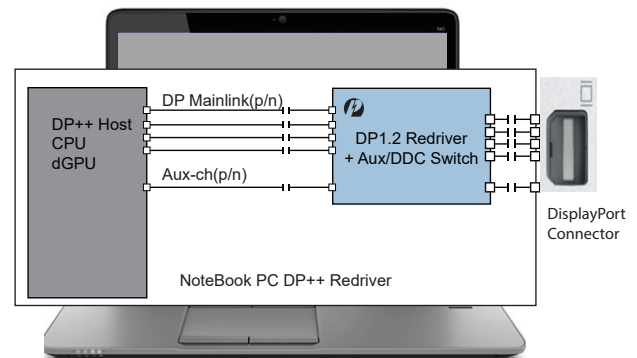 DP++ Host
CPU
dGPU
DP Mainlink(p/n)
Aux-ch(p/n)
DP1.2 Redriver
+ Aux/DDC Switch
DisplayPort
Connector
NoteBook PC DP++ Redriver